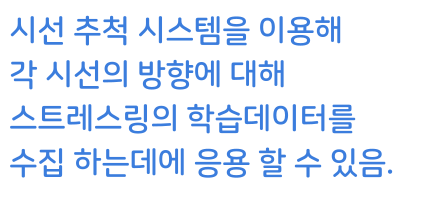 시선 추척 시스템을 이용해
각 시선의 방향에 대해
스트레스링의 학습데이터를
수집 하는데에 응용 할 수 있음.